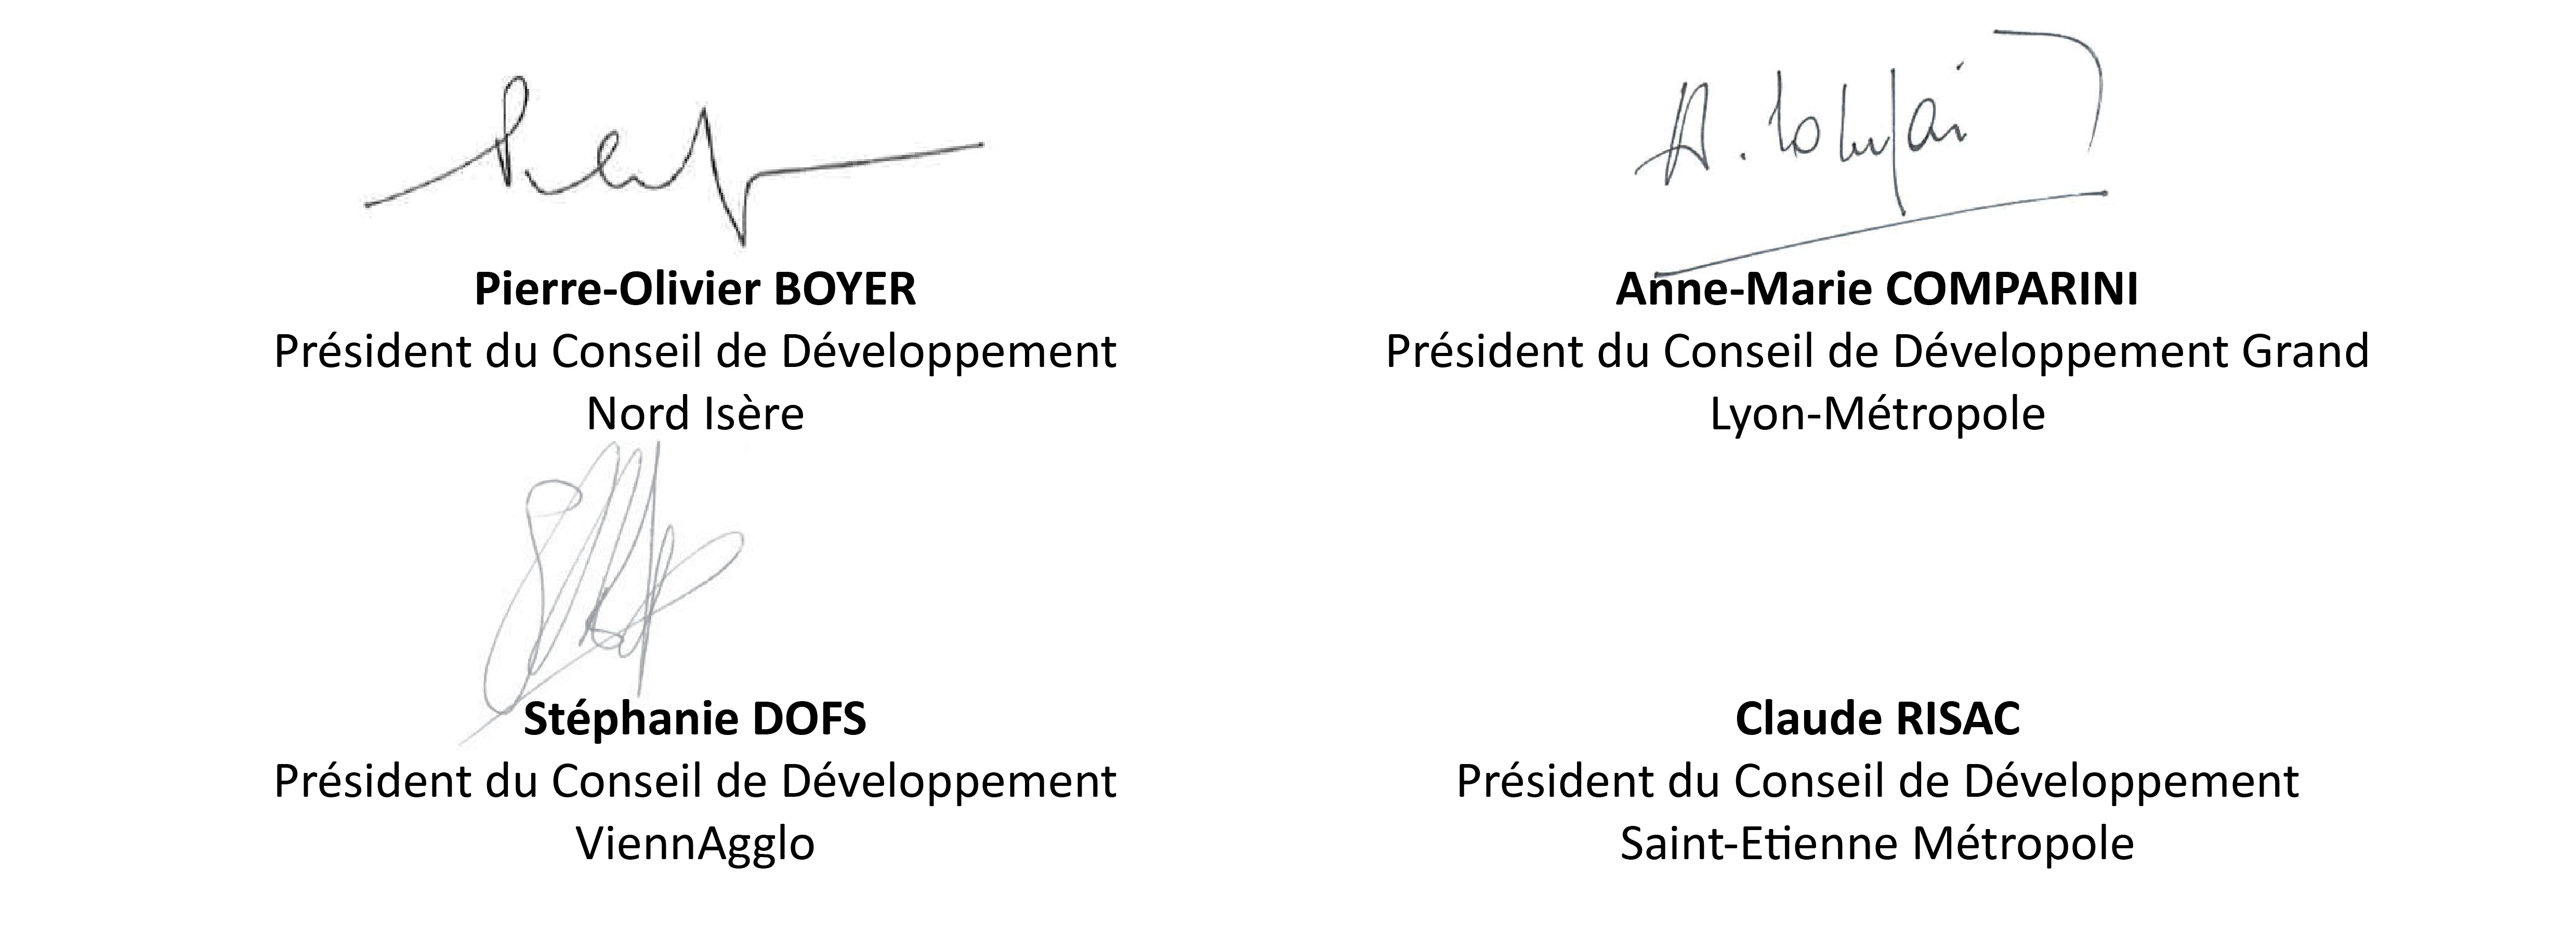 A. Comparini
Pierre-Olivier BOYER
Président du Conseil de Développement
Nord Isère
Anne-Marie COMPARINI
Président du Conseil de Développement Grand
Lyon-Métropole
Stéphanie DOFS
Président du Conseil de Développement
ViennAgglo
Claude RISAC
Président du Conseil de Développement
Saint-Etienne Métropole